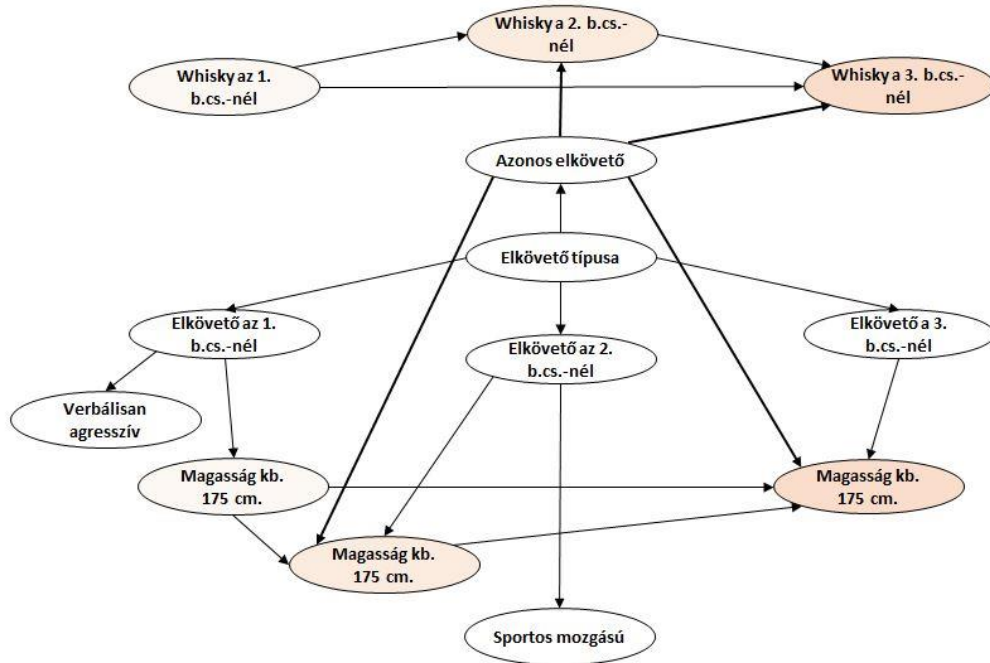 Whisky a 2. b.cs.-
nél
Whisky az 1.
b.cs.-nél
Whisky a 3. b.cs.-
nél
Azonos elkövető
Elkövető típusa
Elkövető az 1.
b.cs.-nél
Elkövető az 2.
b.cs.-nél
Elkövető a 3.
b.cs.-nél
Verbálisan
agresszív
Magasság kb.
175 cm.
Magasság kb.
175 cm.
Magasság kb.
175 cm.
Sportos mozgású